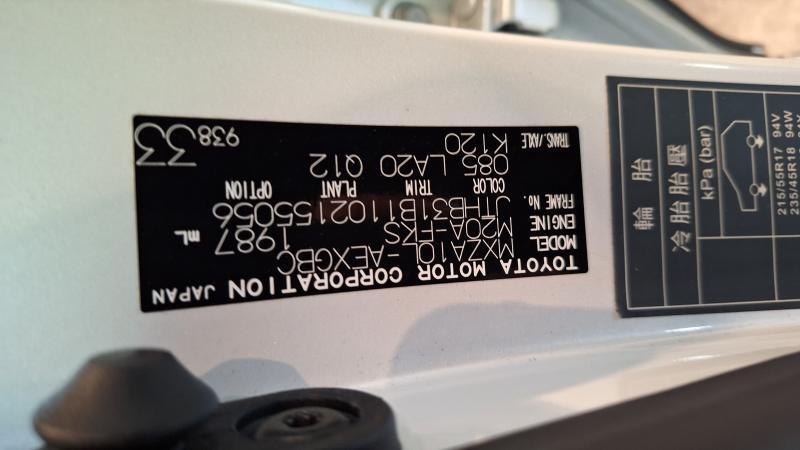 TOYOTA MOTOR CORPORATION JAPAN
MODEL MXZA10L-AEXGBC
ENGINE M20A-FKS 1987 mL
FRAME No. JTHB31B1102155056
COLOR TRIM PLANT OPTION
085 LA20 Q12
TRANS./AXLE K120
93833
輪 胎
冷胎胎壓
kPa (bar)
215/55R17 94V
235/45R18 94W